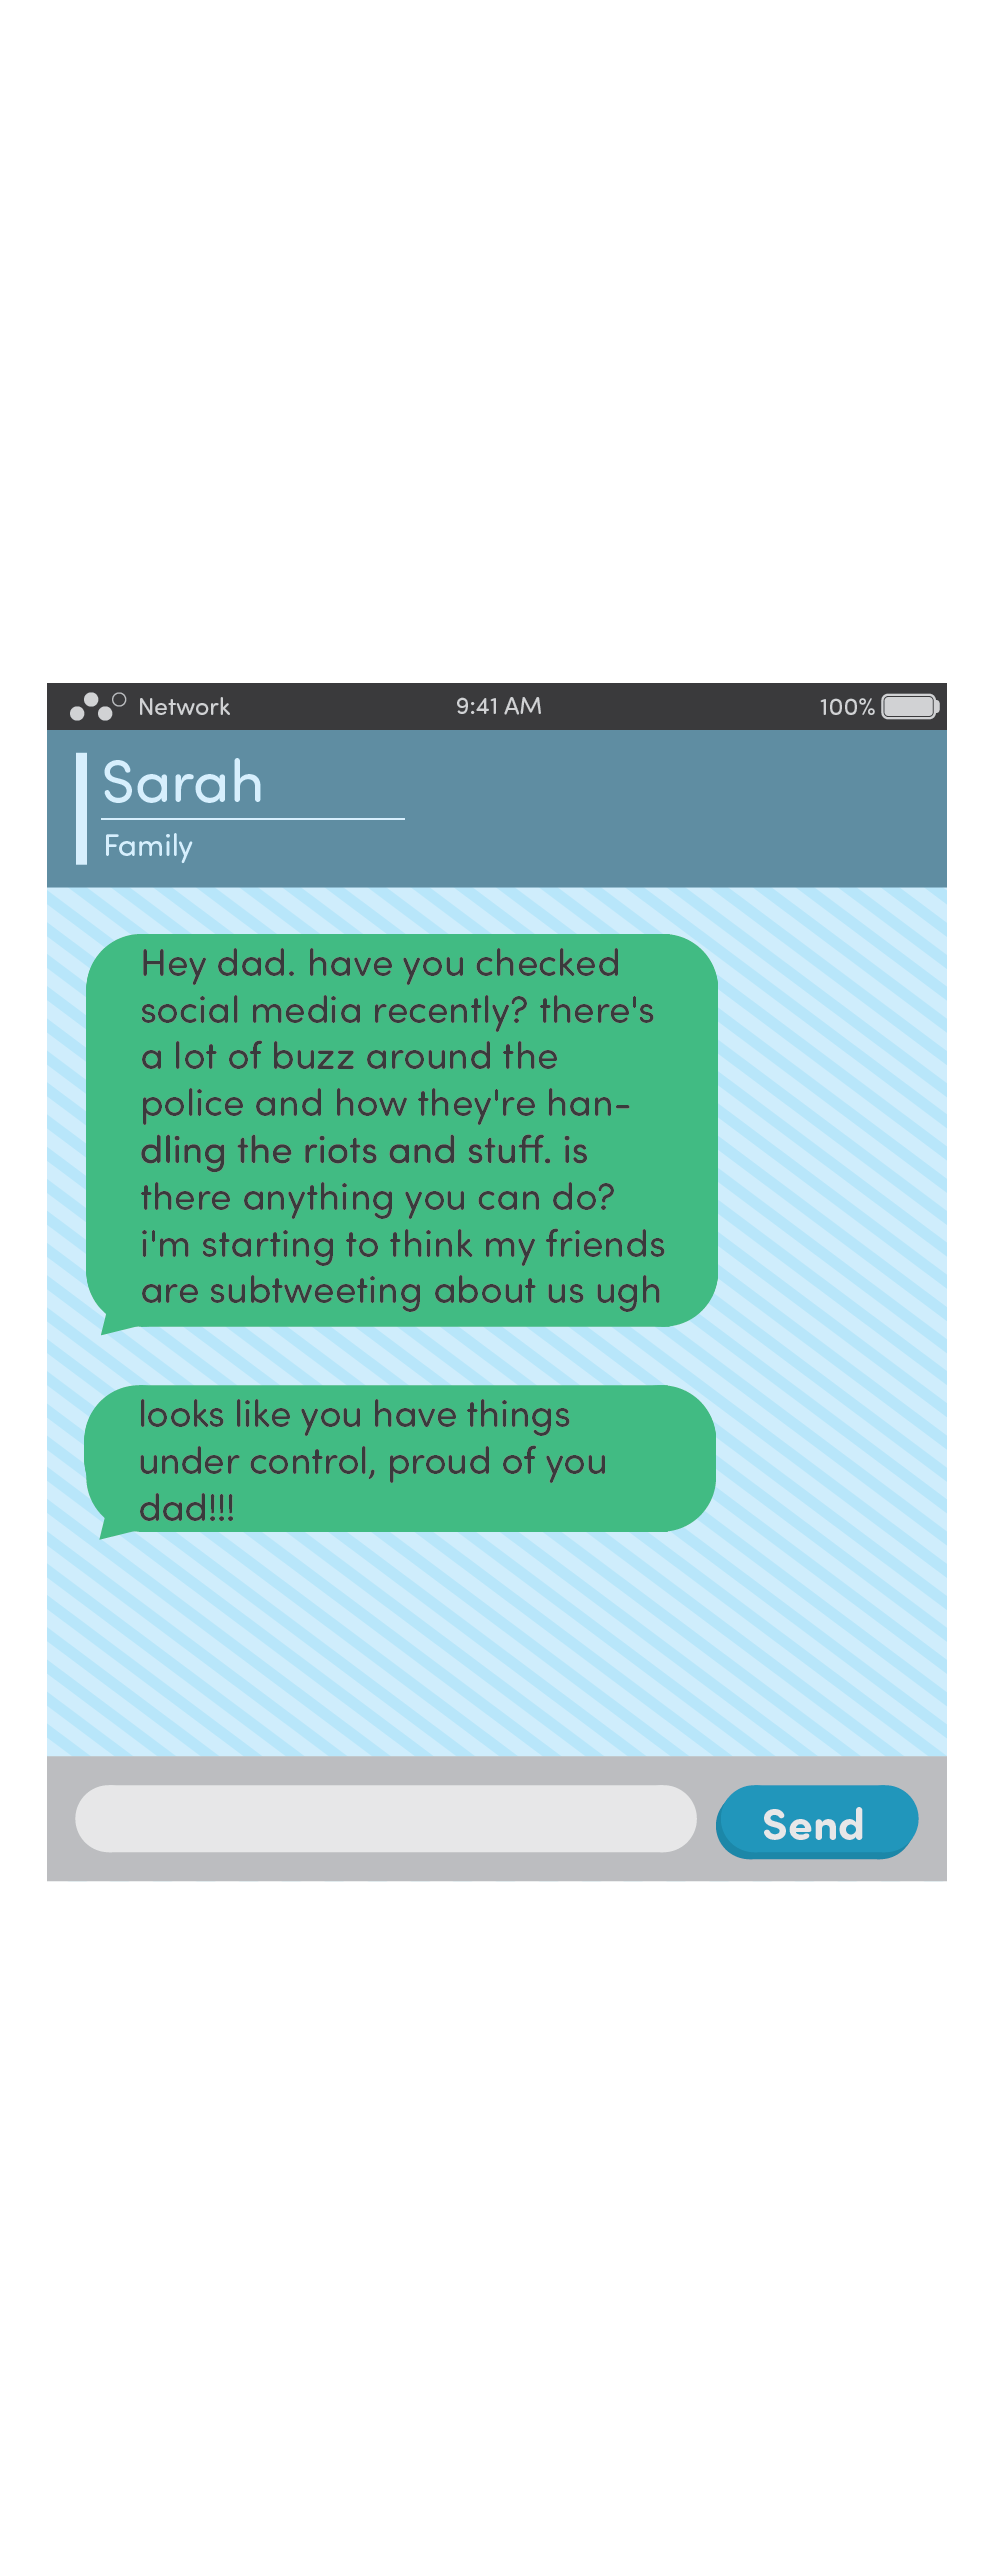 Network 9:41 AM 100%
Sarah
Family
Hey dad. have you checked
social media recently? there's
a lot of buzz around the
police and how they're han-
dling the riots and stuff. is
there anything you can do?
i'm starting to think my friends
are subtweeting about us ugh
looks like you have things
under control, proud of you
dad!!!
Send